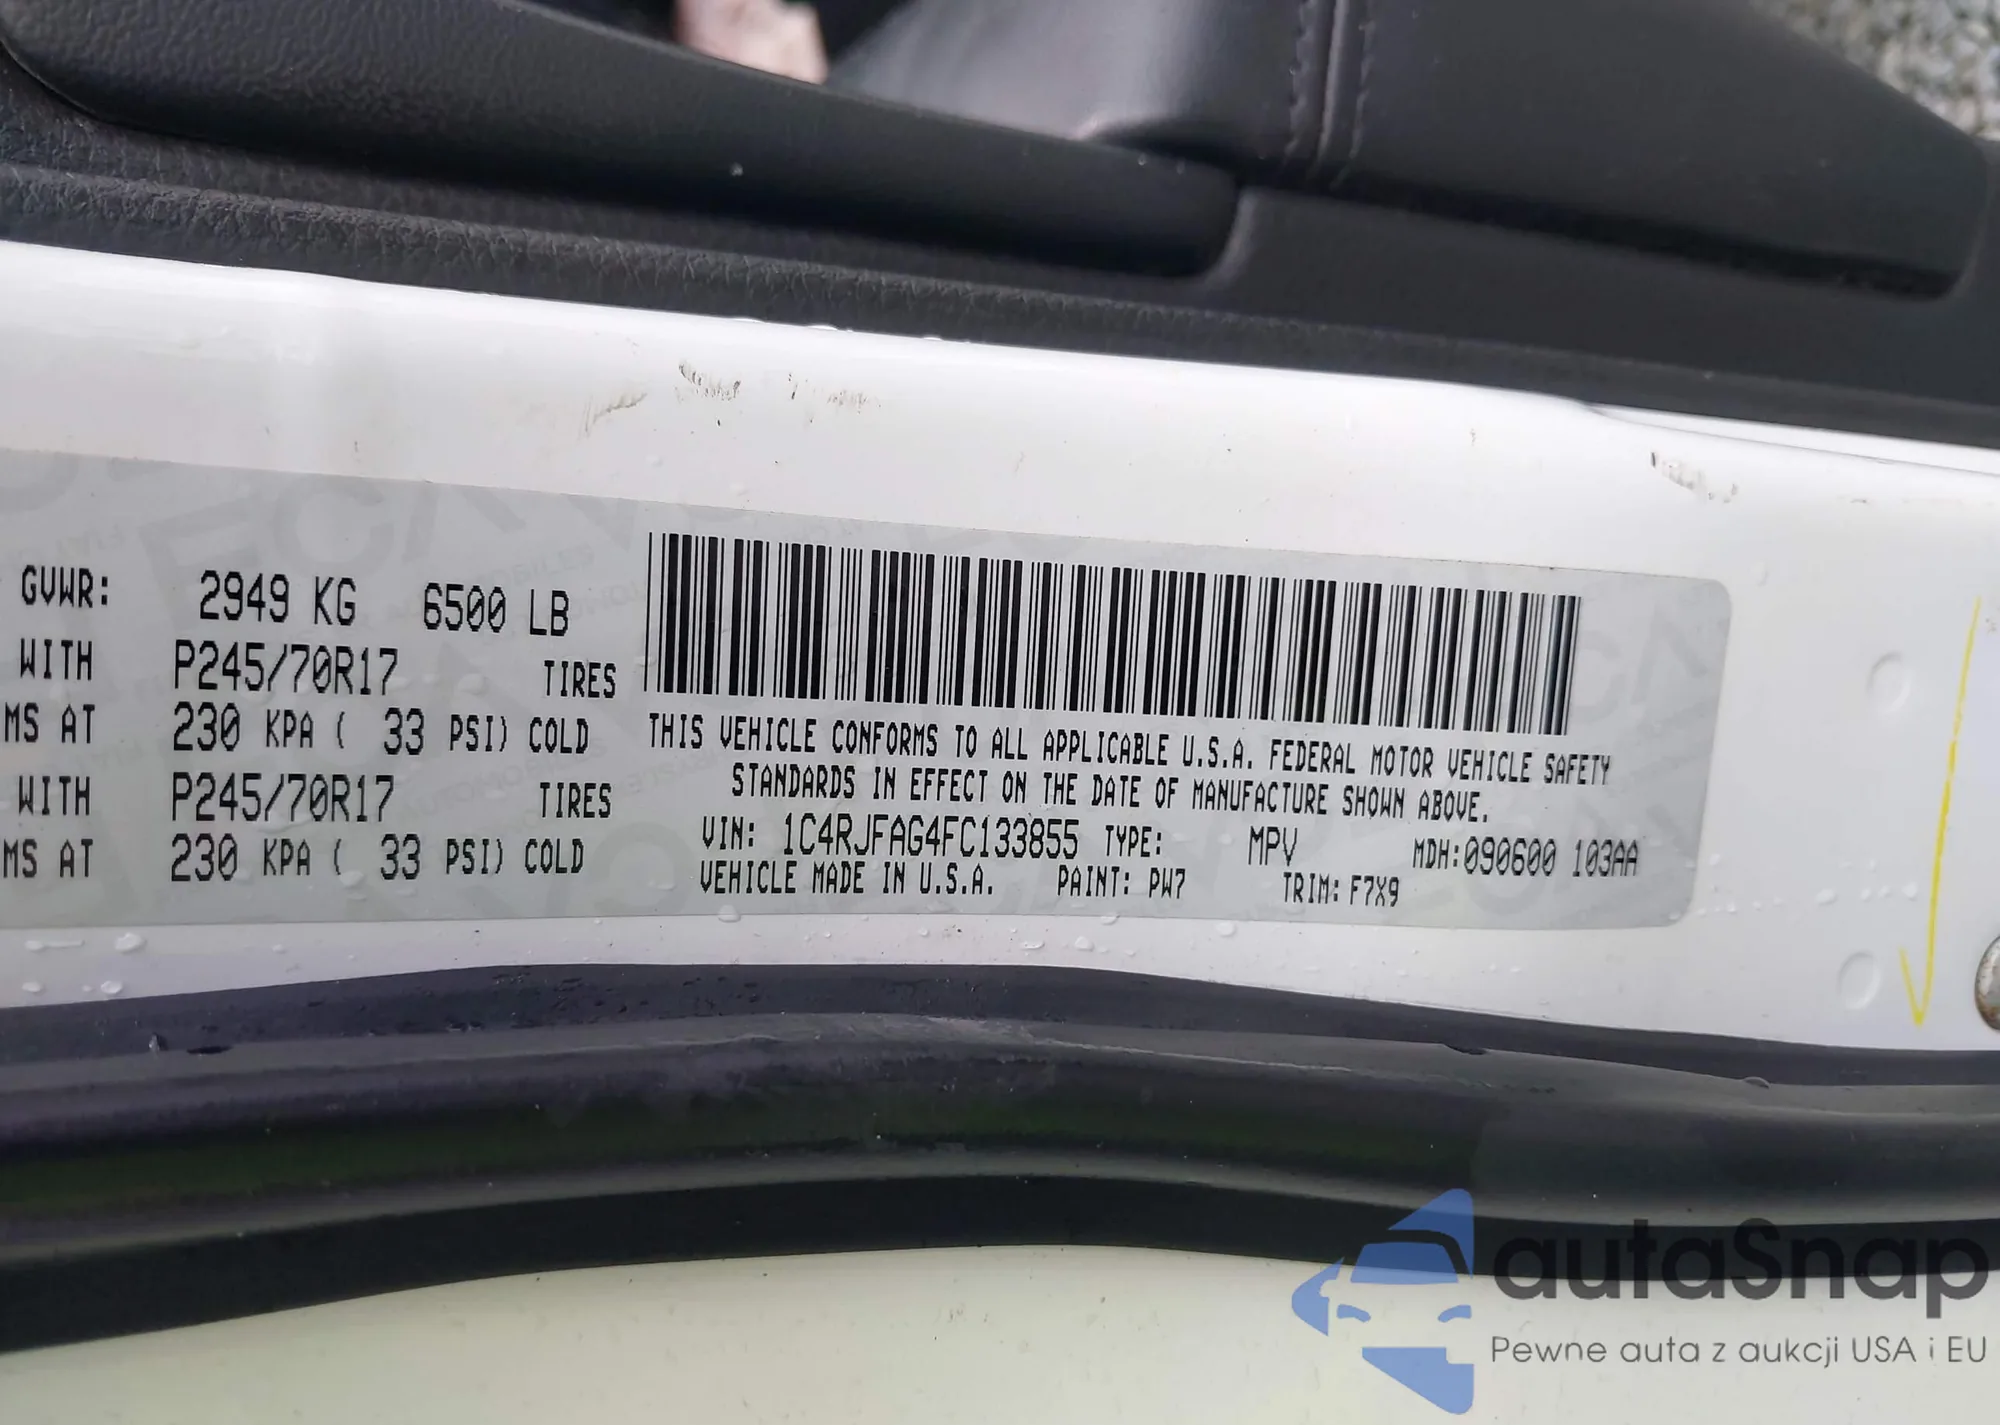 GVWR: 2949 KG 6500 LB
WITH P245/70R17 TIRES
MS AT 230 KPA ( 33 PSI) COLD
WITH P245/70R17 TIRES
MS AT 230 KPA ( 33 PSI) COLD
THIS VEHICLE CONFORMS TO ALL APPLICABLE U.S.A. FEDERAL MOTOR VEHICLE SAFETY
STANDARDS IN EFFECT ON THE DATE OF MANUFACTURE SHOWN ABOVE.
VIN: 1C4RJFAG4FC133855 TYPE: MPV MDH:090600 103AA
VEHICLE MADE IN U.S.A. PAINT: PW7 TRIM: F7X9
autaSnap
Pewne auta z aukcji USA i EU